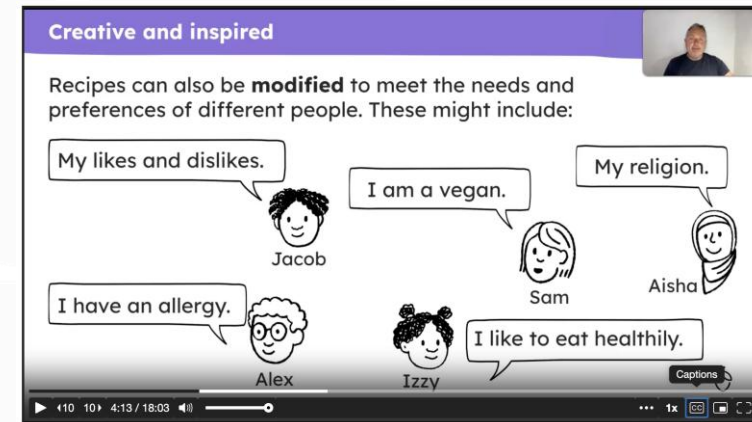 Creative and inspired
Recipes can also be modified to meet the needs and
preferences of different people. These might include:
My likes and dislikes.
Jacob
I am a vegan.
Sam
My religion.
Aisha
I have an allergy.
Alex
Izzy
I like to eat healthily.
Captions
10 10 4:13 / 18:03 1x CC